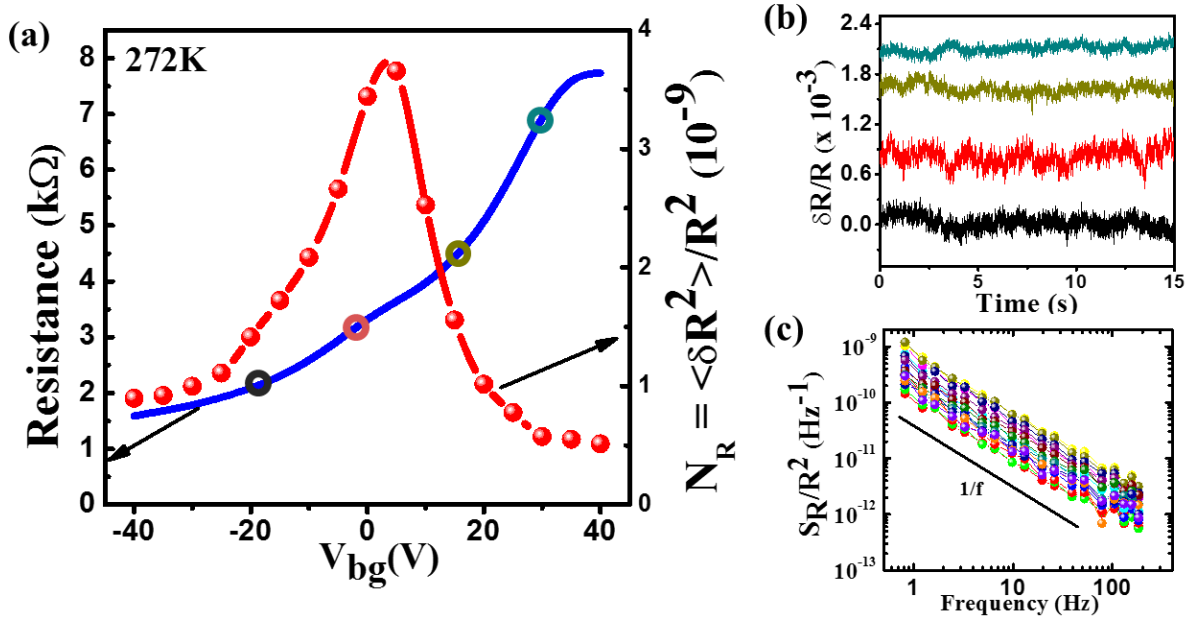 (a)
272K
Resistance (kΩ)
8
7
6
5
4
3
2
1
0
-40 -20 0 20 40
V_bg(V)
4
3
2
1
0
N_R = <δR²>/R² (10⁻⁹)
(b)
δR/R (x 10⁻³)
2.4
1.8
1.2
0.6
0.0
0 5 10 15
Time (s)
(c)
S_R/R² (Hz⁻¹)
10⁻⁹
10⁻¹⁰
10⁻¹¹
10⁻¹²
10⁻¹³
1/f
1 10 100
Frequency (Hz)